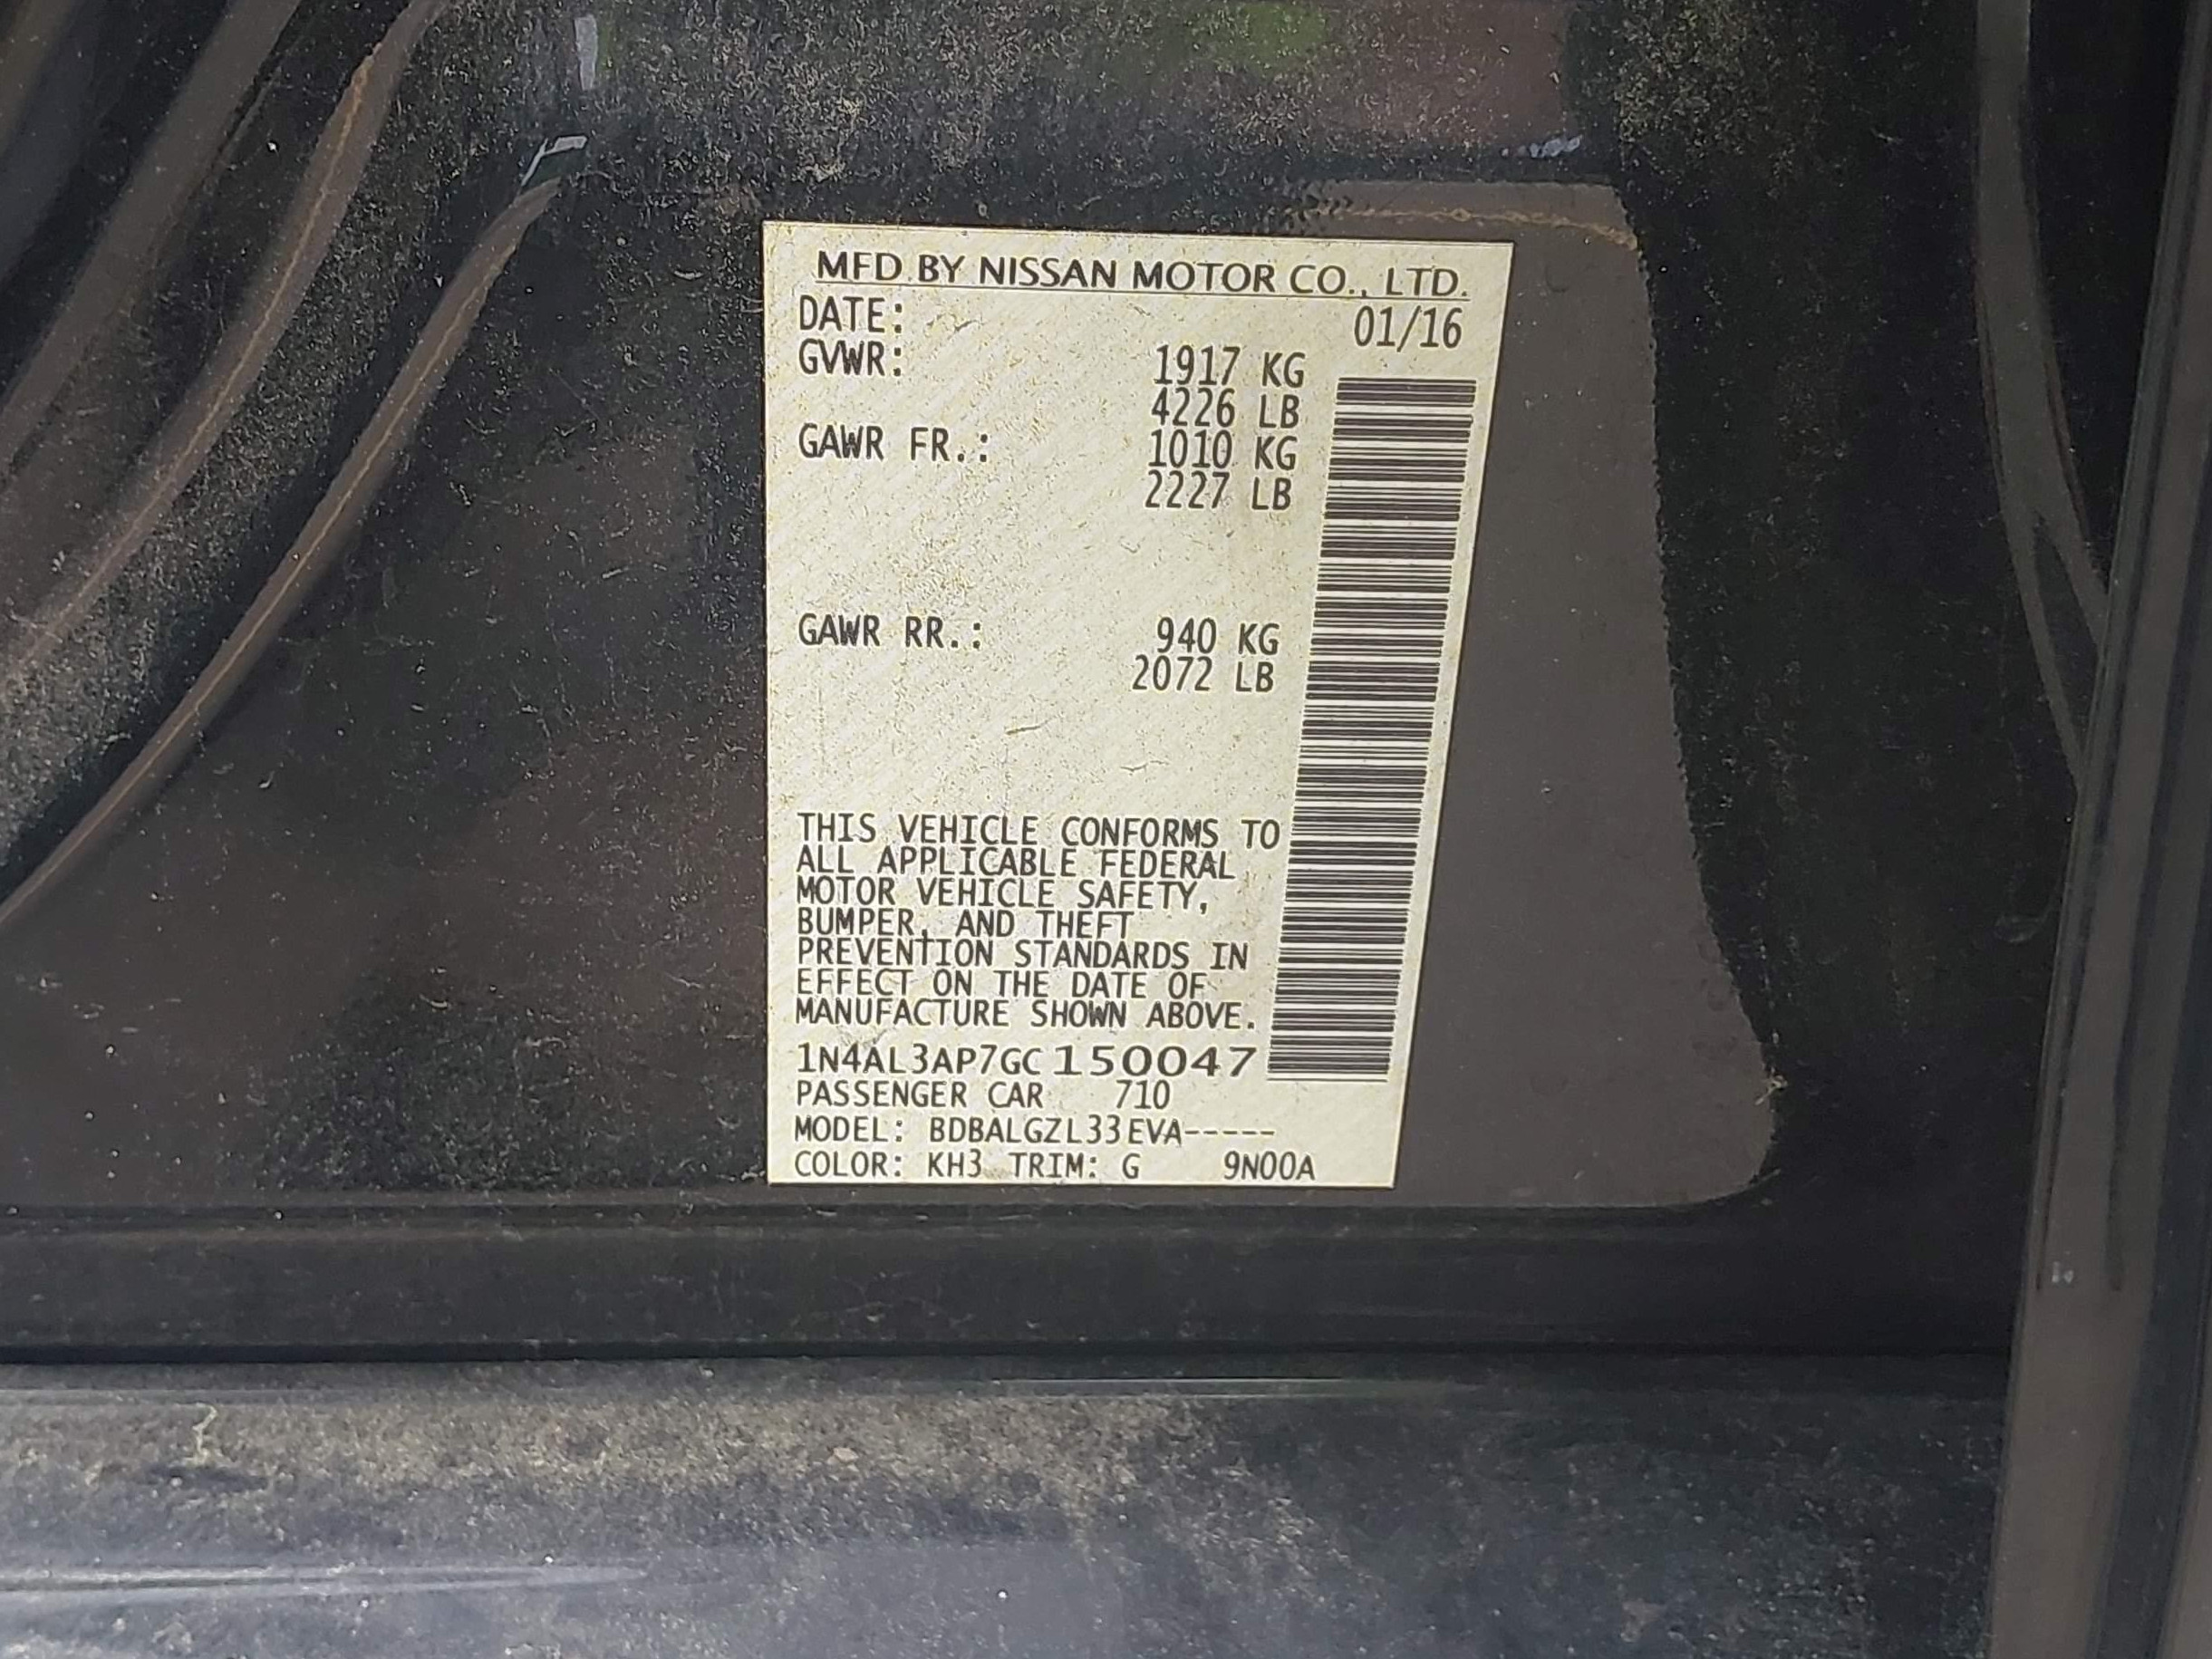 MFD BY NISSAN MOTOR CO., LTD.
DATE: 01/16
GVWR: 1917 KG
4226 LB
GAWR FR.: 1010 KG
2227 LB
GAWR RR.: 940 KG
2072 LB
THIS VEHICLE CONFORMS TO
ALL APPLICABLE FEDERAL
MOTOR VEHICLE SAFETY,
BUMPER, AND THEFT
PREVENTION STANDARDS IN
EFFECT ON THE DATE OF
MANUFACTURE SHOWN ABOVE.
1N4AL3AP7GC150047
PASSENGER CAR 710
MODEL: BDBALGZL33EVA-----
COLOR: KH3 TRIM: G 9N00A